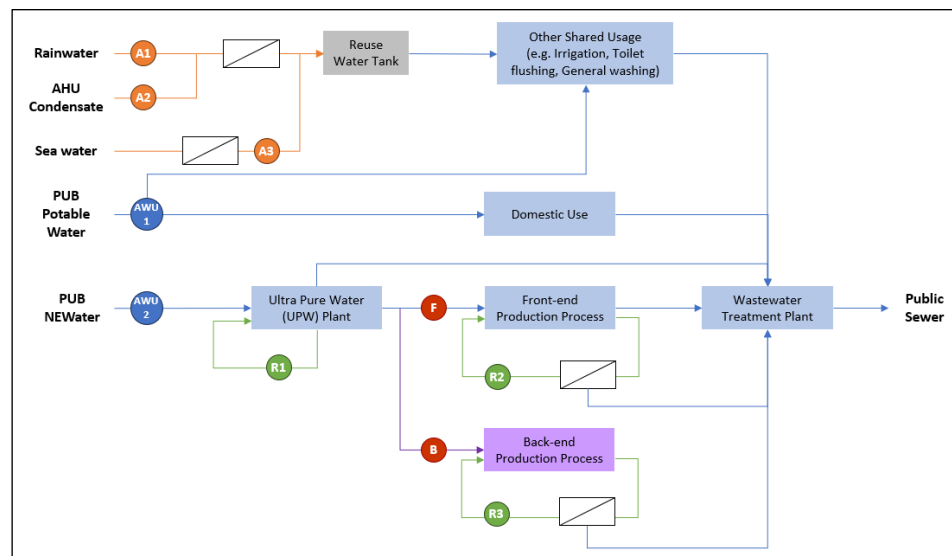 Rainwater
A1
AHU
Condensate
A2
Sea water
A3
Reuse
Water Tank
Other Shared Usage
(e.g. Irrigation, Toilet
flushing, General washing)
PUB
Potable
Water
AWU
1
Domestic Use
PUB
NEWater
AWU
2
Ultra Pure Water
(UPW) Plant
R1
F
Front-end
Production Process
R2
Wastewater
Treatment Plant
Public
Sewer
B
Back-end
Production Process
R3